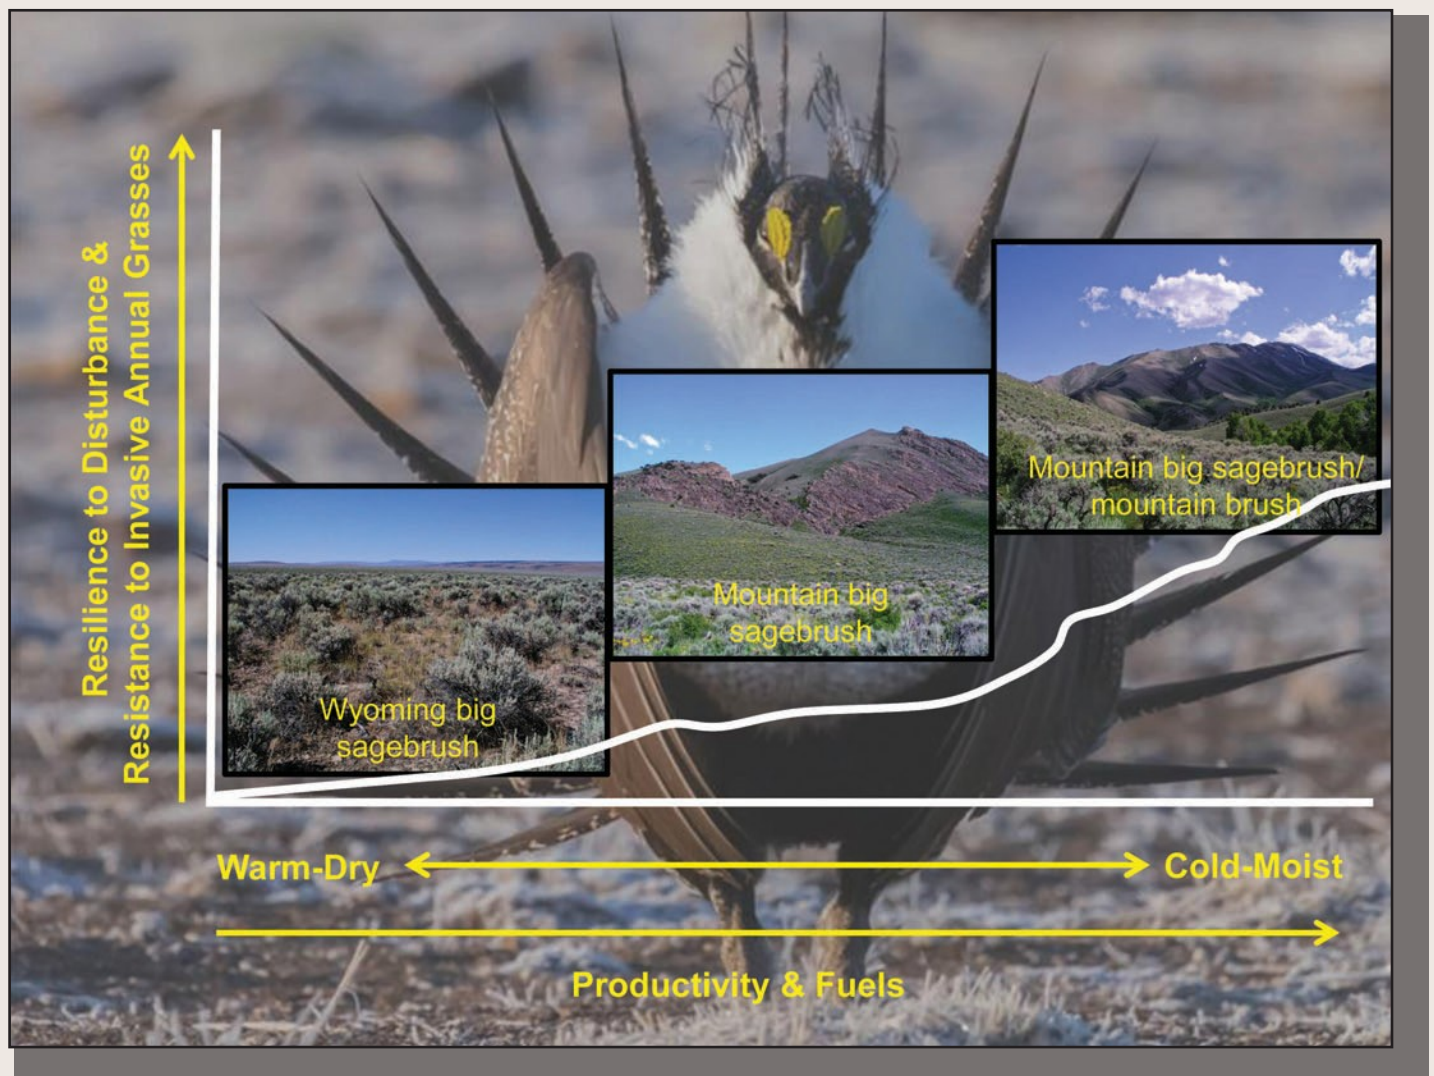 Resilience to Disturbance &
Resistance to Invasive Annual Grasses
Mountain big sagebrush/
mountain brush
Mountain big
sagebrush
Wyoming big
sagebrush
Warm-Dry
Cold-Moist
Productivity & Fuels